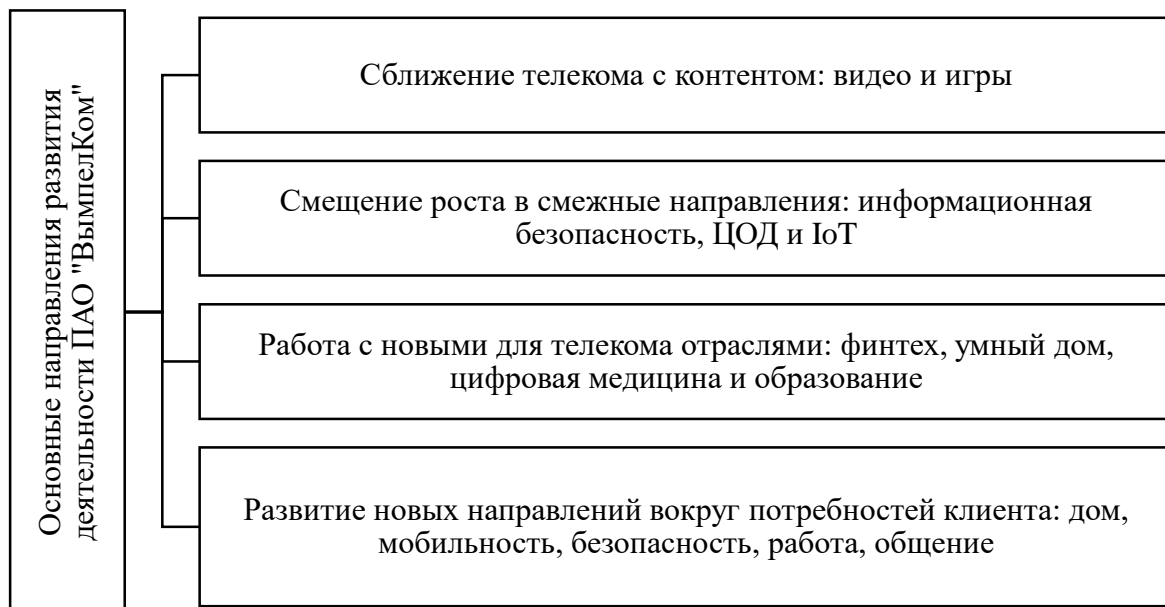 Основные направления развития
деятельности ПАО "ВымпелКом"
Сближение телекома с контентом: видео и игры
Смещение роста в смежные направления: информационная
безопасность, ЦОД и IoT
Работа с новыми для телекома отраслями: финтех, умный дом,
цифровая медицина и образование
Развитие новых направлений вокруг потребностей клиента: дом,
мобильность, безопасность, работа, общение